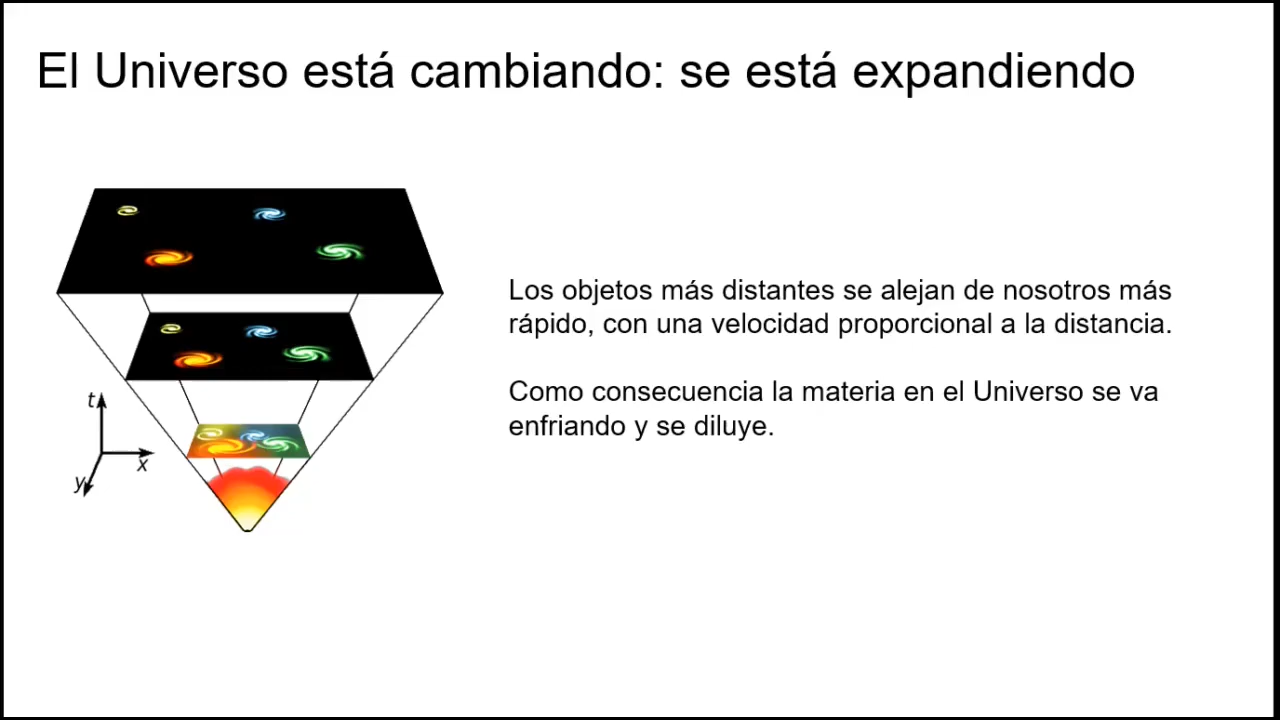 El Universo está cambiando: se está expandiendo
Los objetos más distantes se alejan de nosotros más
rápido, con una velocidad proporcional a la distancia.
Como consecuencia la materia en el Universo se va
enfriando y se diluye.
t
x
y